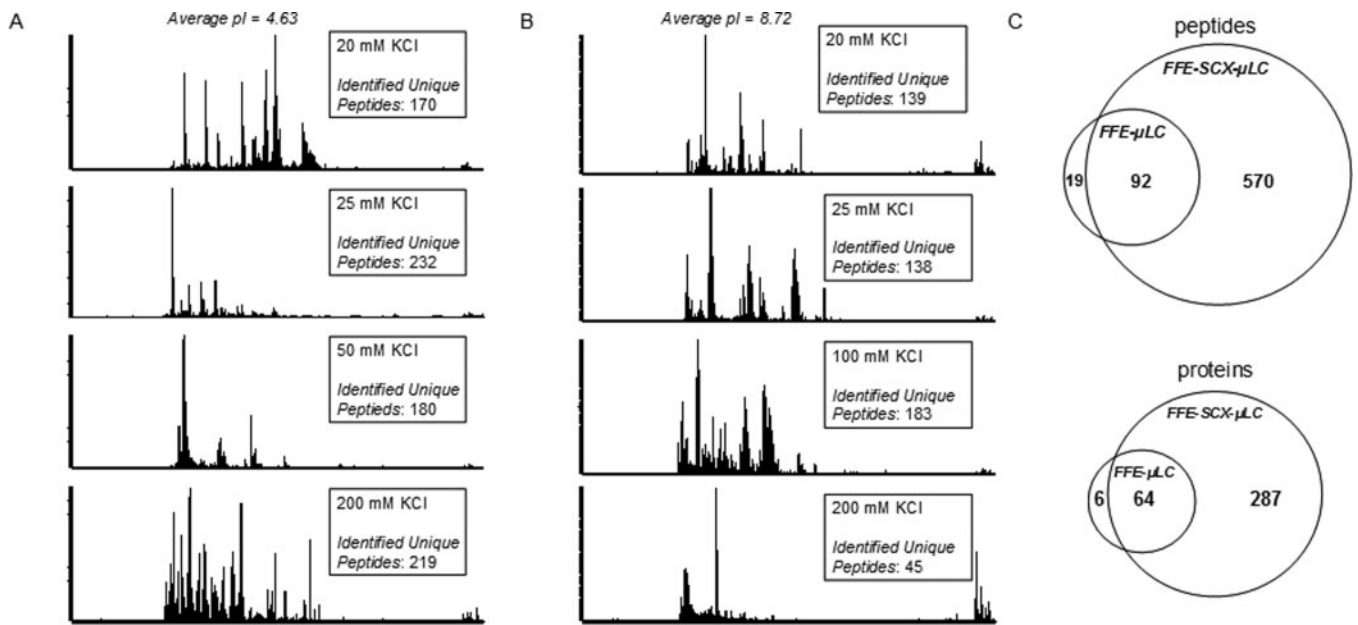 A
Average pI = 4.63
20 mM KCl
Identified Unique
Peptides: 170
25 mM KCl
Identified Unique
Peptides: 232
50 mM KCl
Identified Unique
Peptieds: 180
200 mM KCl
Identified Unique
Peptides: 219
B
Average pI = 8.72
20 mM KCl
Identified Unique
Peptides: 139
25 mM KCl
Identified Unique
Peptides: 138
100 mM KCl
Identified Unique
Peptides: 183
200 mM KCl
Identified Unique
Peptides: 45
C
peptides
FFE-SCX-µLC
FFE-µLC
19 92 570
proteins
FFE-SCX-µLC
FFE-µLC
6 64 287